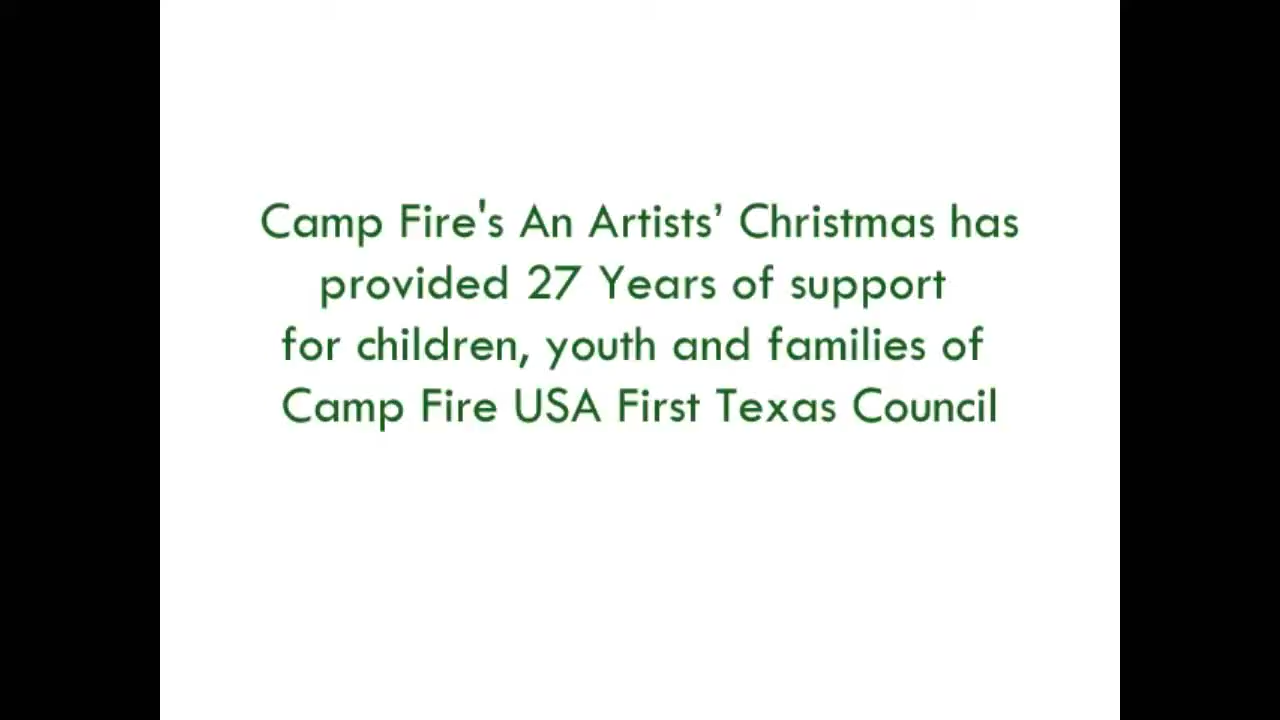 Camp Fire's An Artists’ Christmas has
provided 27 Years of support
for children, youth and families of
Camp Fire USA First Texas Council